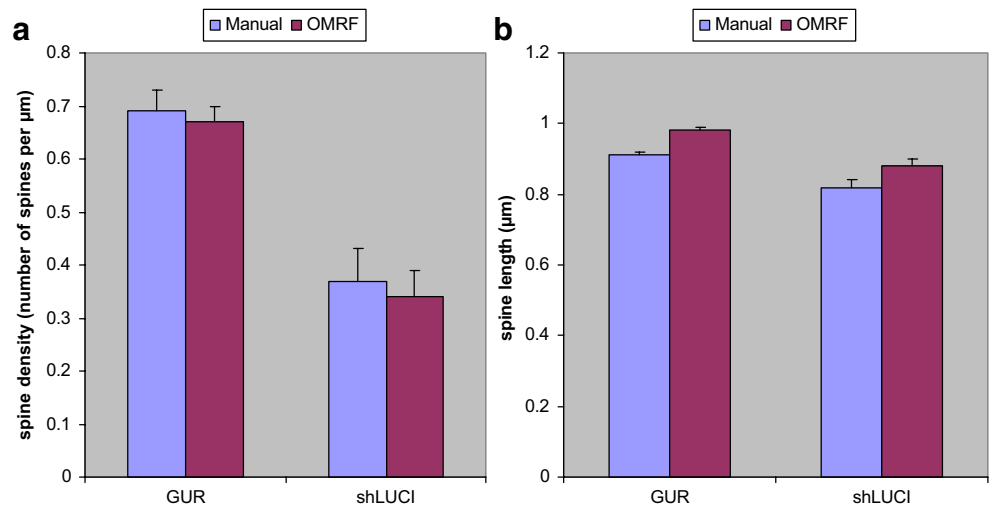 a
Manual OMRF
spine density (number of spines per µm)
0.8
0.7
0.6
0.5
0.4
0.3
0.2
0.1
0
GUR shLUCI
b
Manual OMRF
spine length (µm)
1.2
1
0.8
0.6
0.4
0.2
0
GUR shLUCI